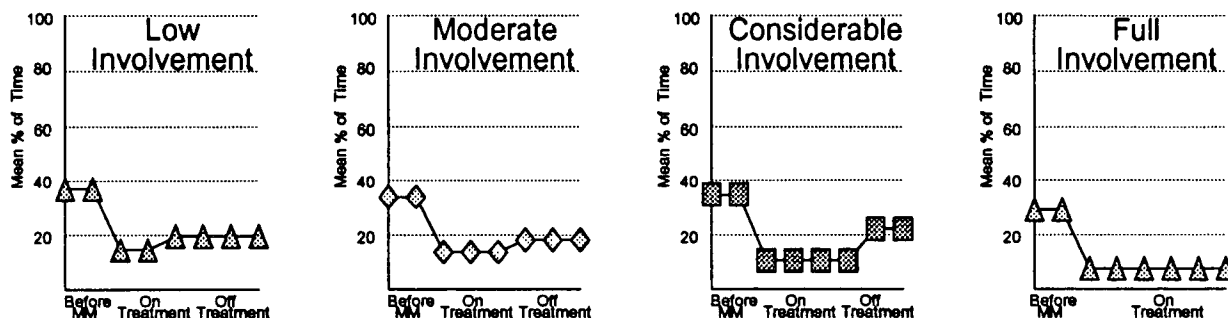 Low
Involvement
Mean % of Time
100
80
60
40
20
Before
MM
On
Treatment
Off
Treatment
Moderate
Involvement
Mean % of Time
100
80
60
40
20
Before
MM
On
Treatment
Off
Treatment
Considerable
Involvement
Mean % of Time
100
80
60
40
20
Before
MM
On
Treatment
Off
Treatment
Full
Involvement
Mean % of Time
100
80
60
40
20
Before
MM
On
Treatment